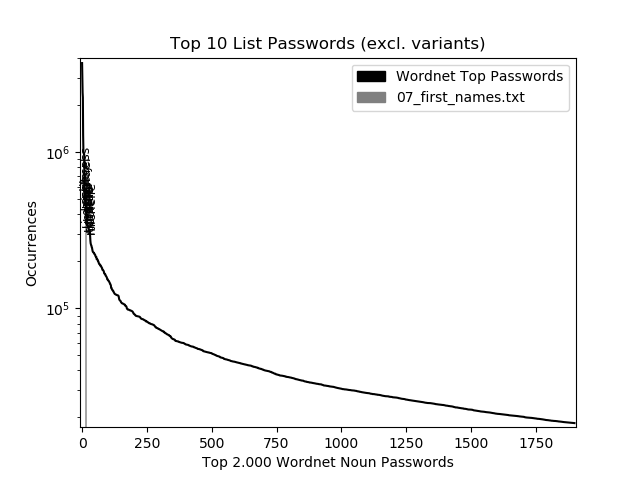 Top 10 List Passwords (excl. variants)
Wordnet Top Passwords
07_first_names.txt
Occurrences
10^6
10^5
0 250 500 750 1000 1250 1500 1750
Top 2.000 Wordnet Noun Passwords